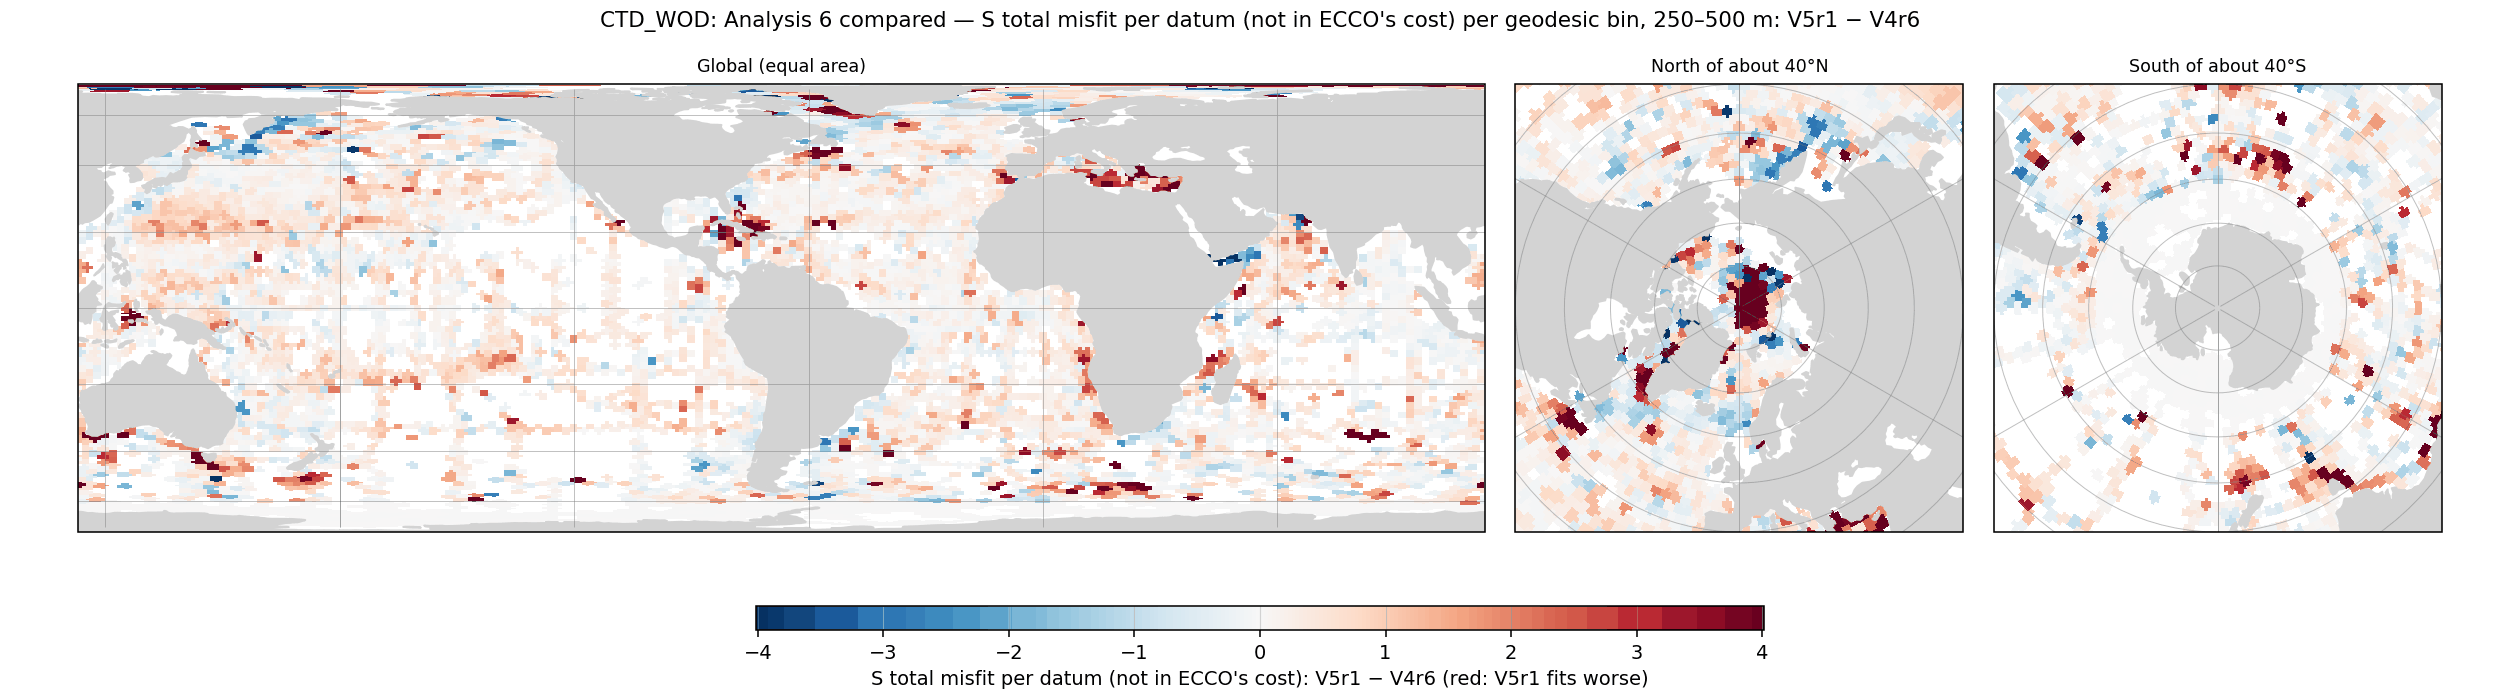 CTD_WOD: Analysis 6 compared — S total misfit per datum (not in ECCO's cost) per geodesic bin, 250–500 m: V5r1 − V4r6
Global (equal area)
North of about 40°N
South of about 40°S
−4 −3 −2 −1 0 1 2 3 4
S total misfit per datum (not in ECCO's cost): V5r1 − V4r6 (red: V5r1 fits worse)